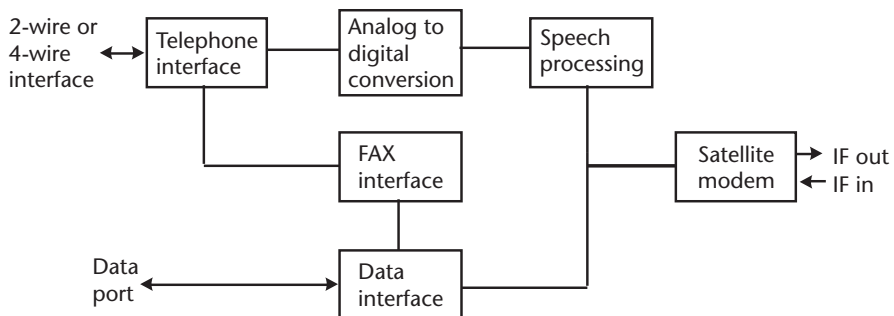 2-wire or
4-wire
interface
Telephone
interface
Analog to
digital
conversion
Speech
processing
FAX
interface
Satellite
modem
IF out
IF in
Data
port
Data
interface